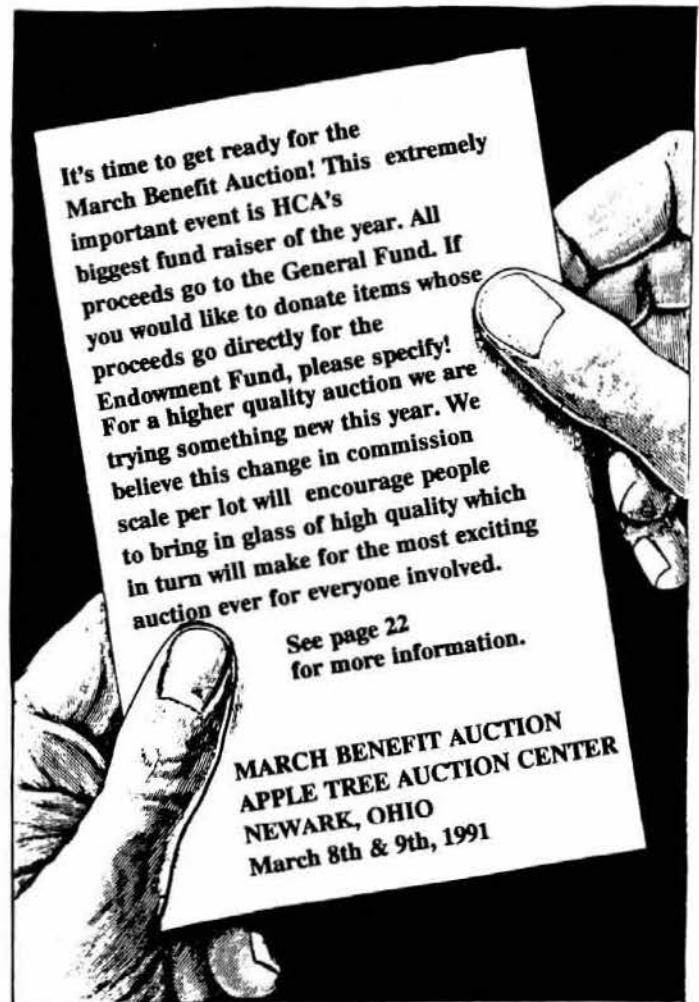 It's time to get ready for the
March Benefit Auction! This extremely
important event is HCA's
biggest fund raiser of the year. All
proceeds go to the General Fund. If
you would like to donate items whose
proceeds go directly for the
Endowment Fund, please specify!
For a higher quality auction we are
trying something new this year. We
believe this change in commission
scale per lot will encourage people
to bring in glass of high quality which
in turn will make for the most exciting
auction ever for everyone involved.
See page 22
for more information.
MARCH BENEFIT AUCTION
APPLE TREE AUCTION CENTER
NEWARK, OHIO
March 8th & 9th, 1991